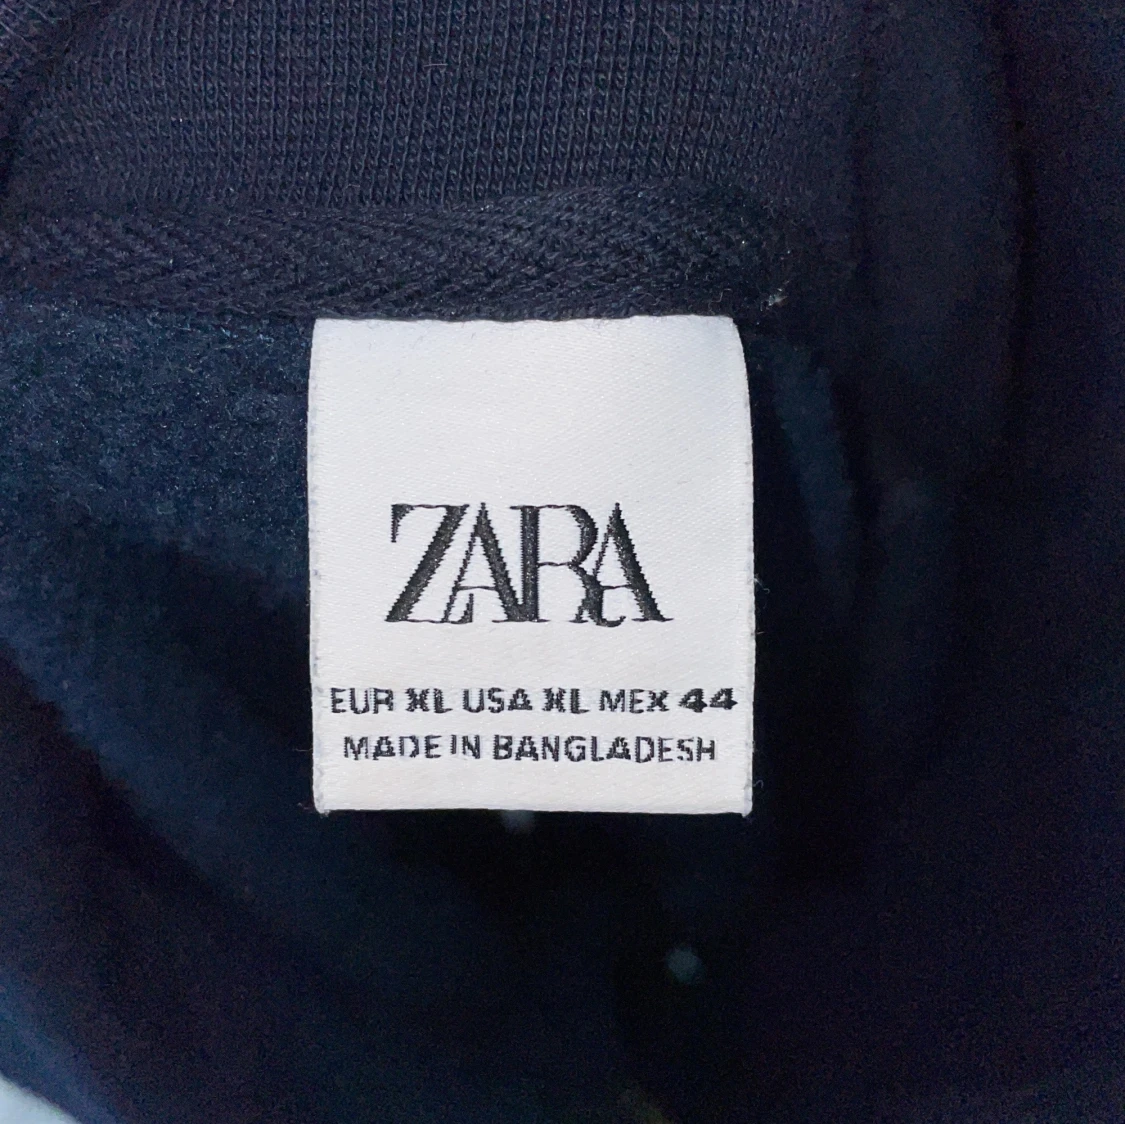 ZARA
EUR XL USA XL MEX 44
MADE IN BANGLADESH